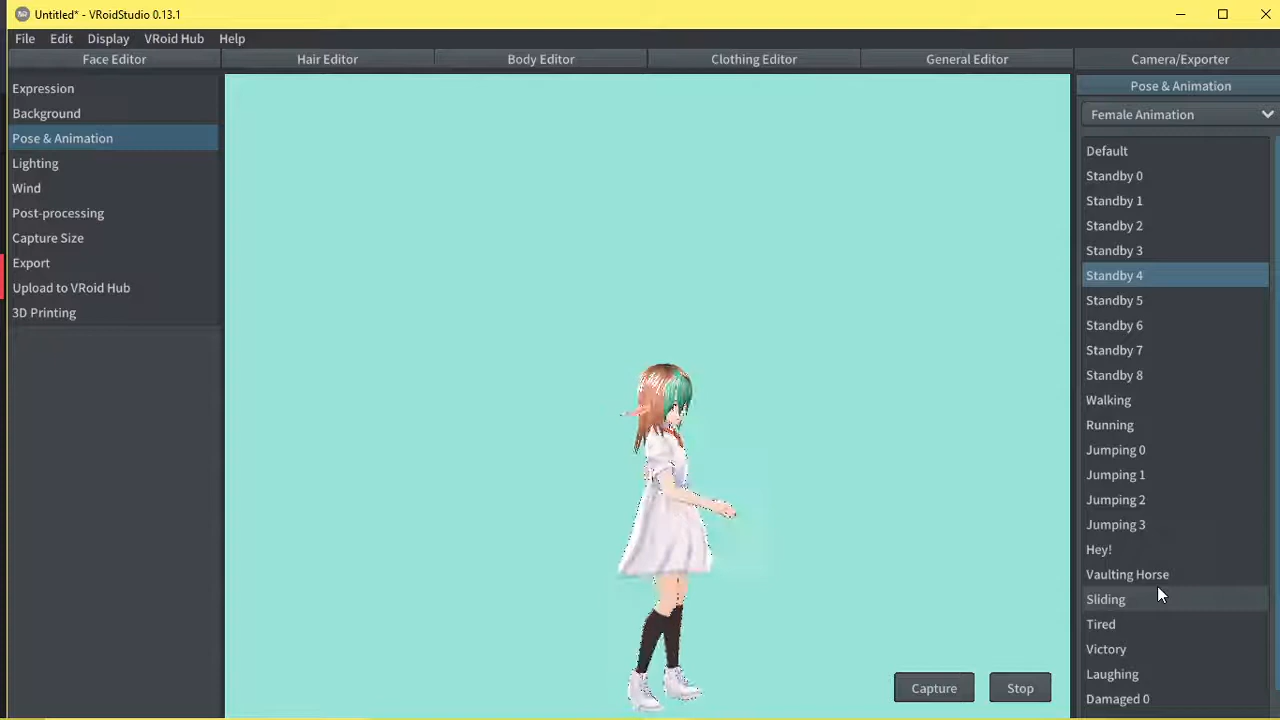 Untitled* - VRoidStudio 0.13.1
File Edit Display VRoid Hub Help
Face Editor Hair Editor Body Editor Clothing Editor General Editor Camera/Exporter
Expression
Background
Pose & Animation
Lighting
Wind
Post-processing
Capture Size
Export
Upload to VRoid Hub
3D Printing
Capture Stop
Pose & Animation
Female Animation
Default
Standby 0
Standby 1
Standby 2
Standby 3
Standby 4
Standby 5
Standby 6
Standby 7
Standby 8
Walking
Running
Jumping 0
Jumping 1
Jumping 2
Jumping 3
Hey!
Vaulting Horse
Sliding
Tired
Victory
Laughing
Damaged 0